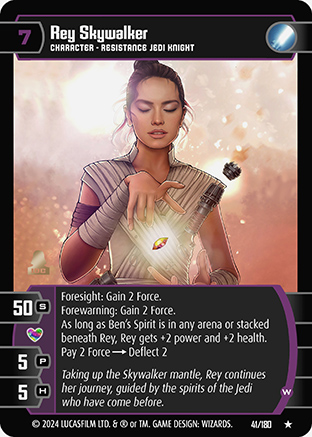 7
Rey Skywalker
CHARACTER - RESISTANCE JEDI KNIGHT
50 S
5 P
5 H
Foresight: Gain 2 Force.
Forewarning: Gain 2 Force.
As long as Ben's Spirit is in any arena or stacked
beneath Rey, Rey gets +2 power and +2 health.
Pay 2 Force → Deflect 2
Taking up the Skywalker mantle, Rey continues
her journey, guided by the spirits of the Jedi
who have come before.
W
© 2024 LUCASFILM LTD. & ® or TM. GAME DESIGN: WIZARDS.
41/180 ★